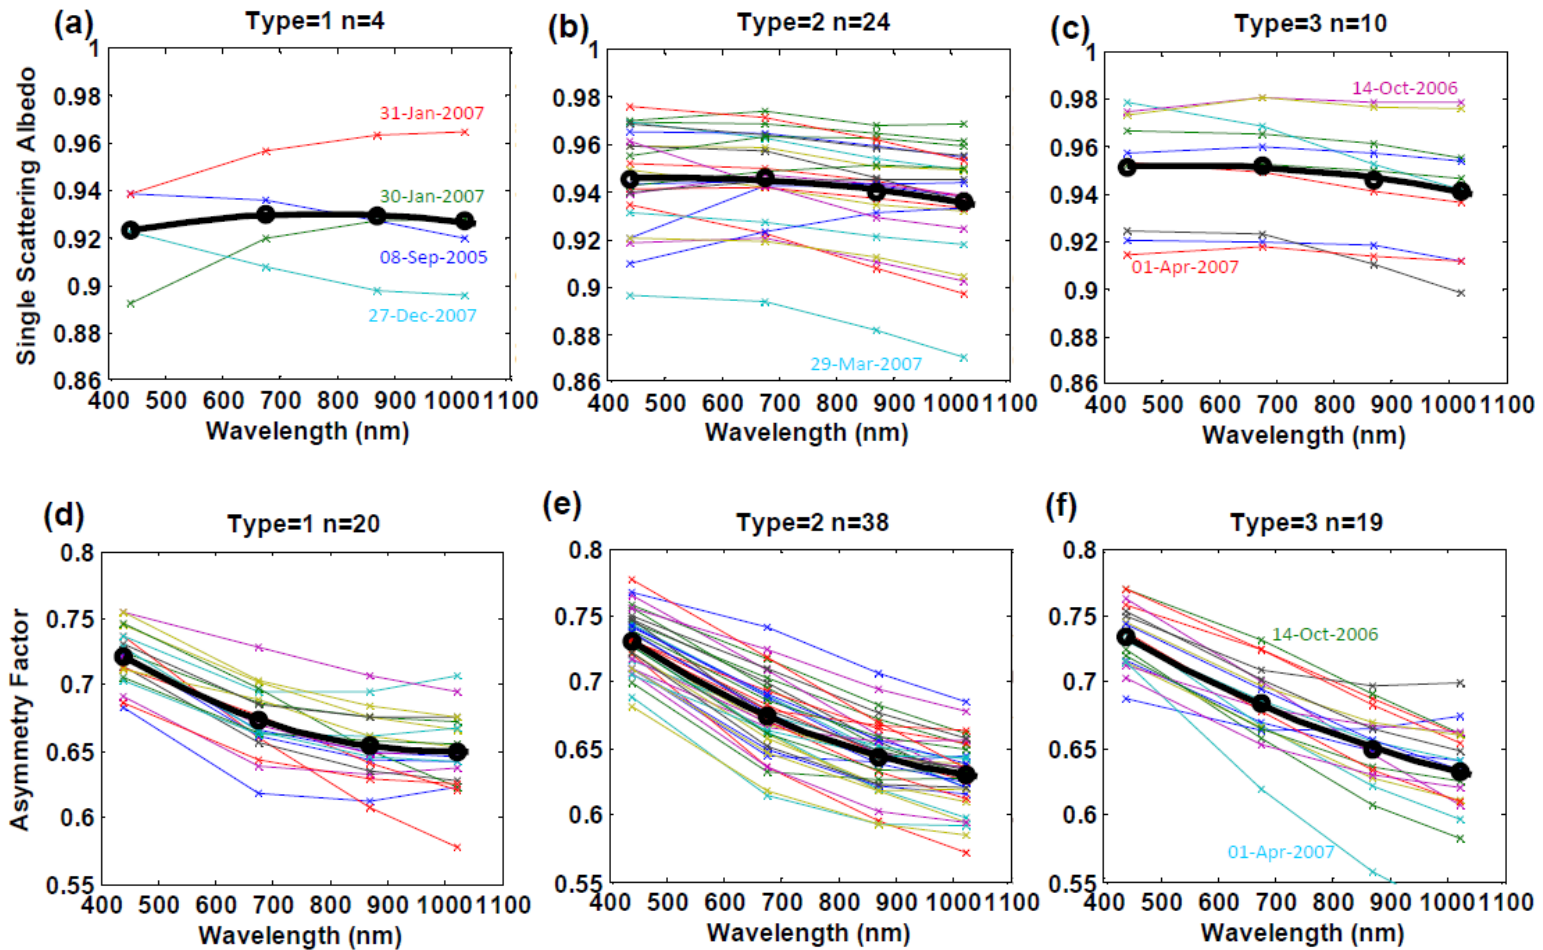 (a) Type=1 n=4
Single Scattering Albedo
1
0.98
0.96
0.94
0.92
0.9
0.88
0.86
31-Jan-2007
30-Jan-2007
08-Sep-2005
27-Dec-2007
400 500 600 700 800 900 1000 1100
Wavelength (nm)
(b) Type=2 n=24
1
0.98
0.96
0.94
0.92
0.9
0.88
0.86
29-Mar-2007
400 500 600 700 800 900 1000 1100
Wavelength (nm)
(c) Type=3 n=10
1
0.98
0.96
0.94
0.92
0.9
0.88
0.86
14-Oct-2006
01-Apr-2007
400 500 600 700 800 900 1000 1100
Wavelength (nm)
(d) Type=1 n=20
Asymmetry Factor
0.8
0.75
0.7
0.65
0.6
0.55
400 500 600 700 800 900 1000 1100
Wavelength (nm)
(e) Type=2 n=38
0.8
0.75
0.7
0.65
0.6
0.55
400 500 600 700 800 900 1000 1100
Wavelength (nm)
(f) Type=3 n=19
0.8
0.75
0.7
0.65
0.6
0.55
14-Oct-2006
01-Apr-2007
400 500 600 700 800 900 1000 1100
Wavelength (nm)